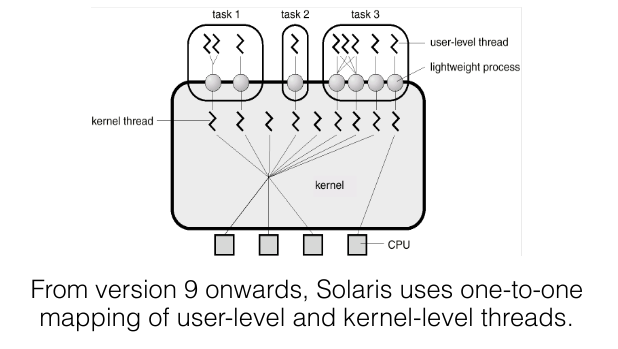 task 1 task 2 task 3
user-level thread
lightweight process
kernel thread
kernel
CPU
From version 9 onwards, Solaris uses one-to-one
mapping of user-level and kernel-level threads.